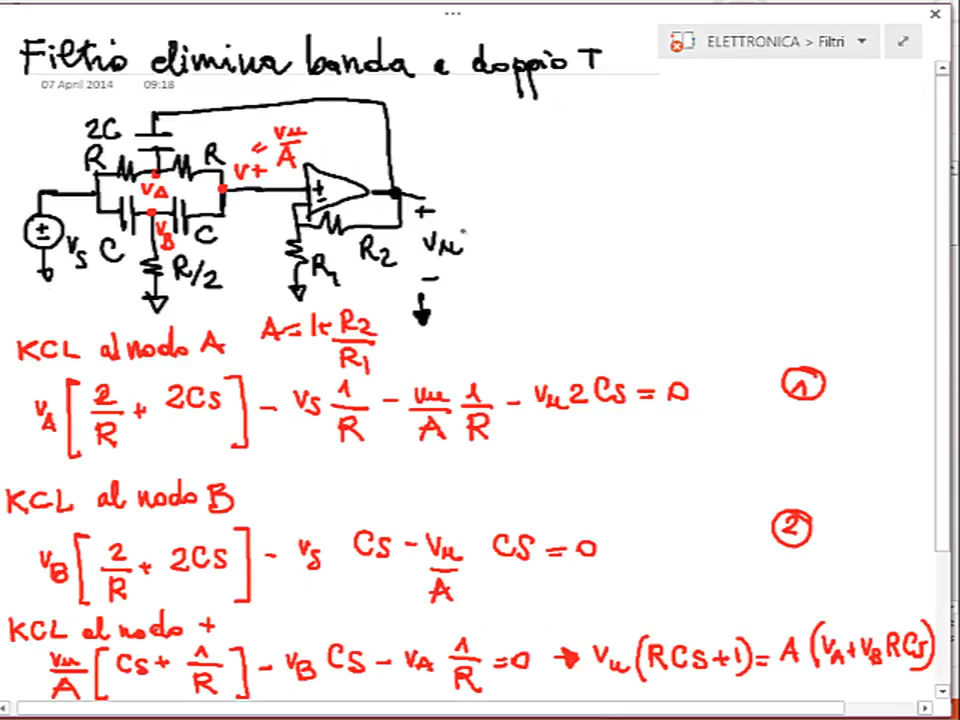 ELETTRONICA > Filtri
Filtro elimina banda a doppio T
07 April 2014 09:18
2C
R
R
V+ = Vu/A
VA
VB
Vs
C
C
R/2
R1
R2
+
Vu
-
KCL al nodo A A = 1+ R2/R1
VA [2/R + 2Cs] - Vs 1/R - Vu/A 1/R - Vu 2Cs = 0 ①
KCL al nodo B
VB [2/R + 2Cs] - Vs Cs - Vu/A Cs = 0 ②
KCL al nodo +
Vu/A [Cs + 1/R] - VB Cs - VA 1/R = 0 → Vu (RCs+1) = A (VA + VB RCs)